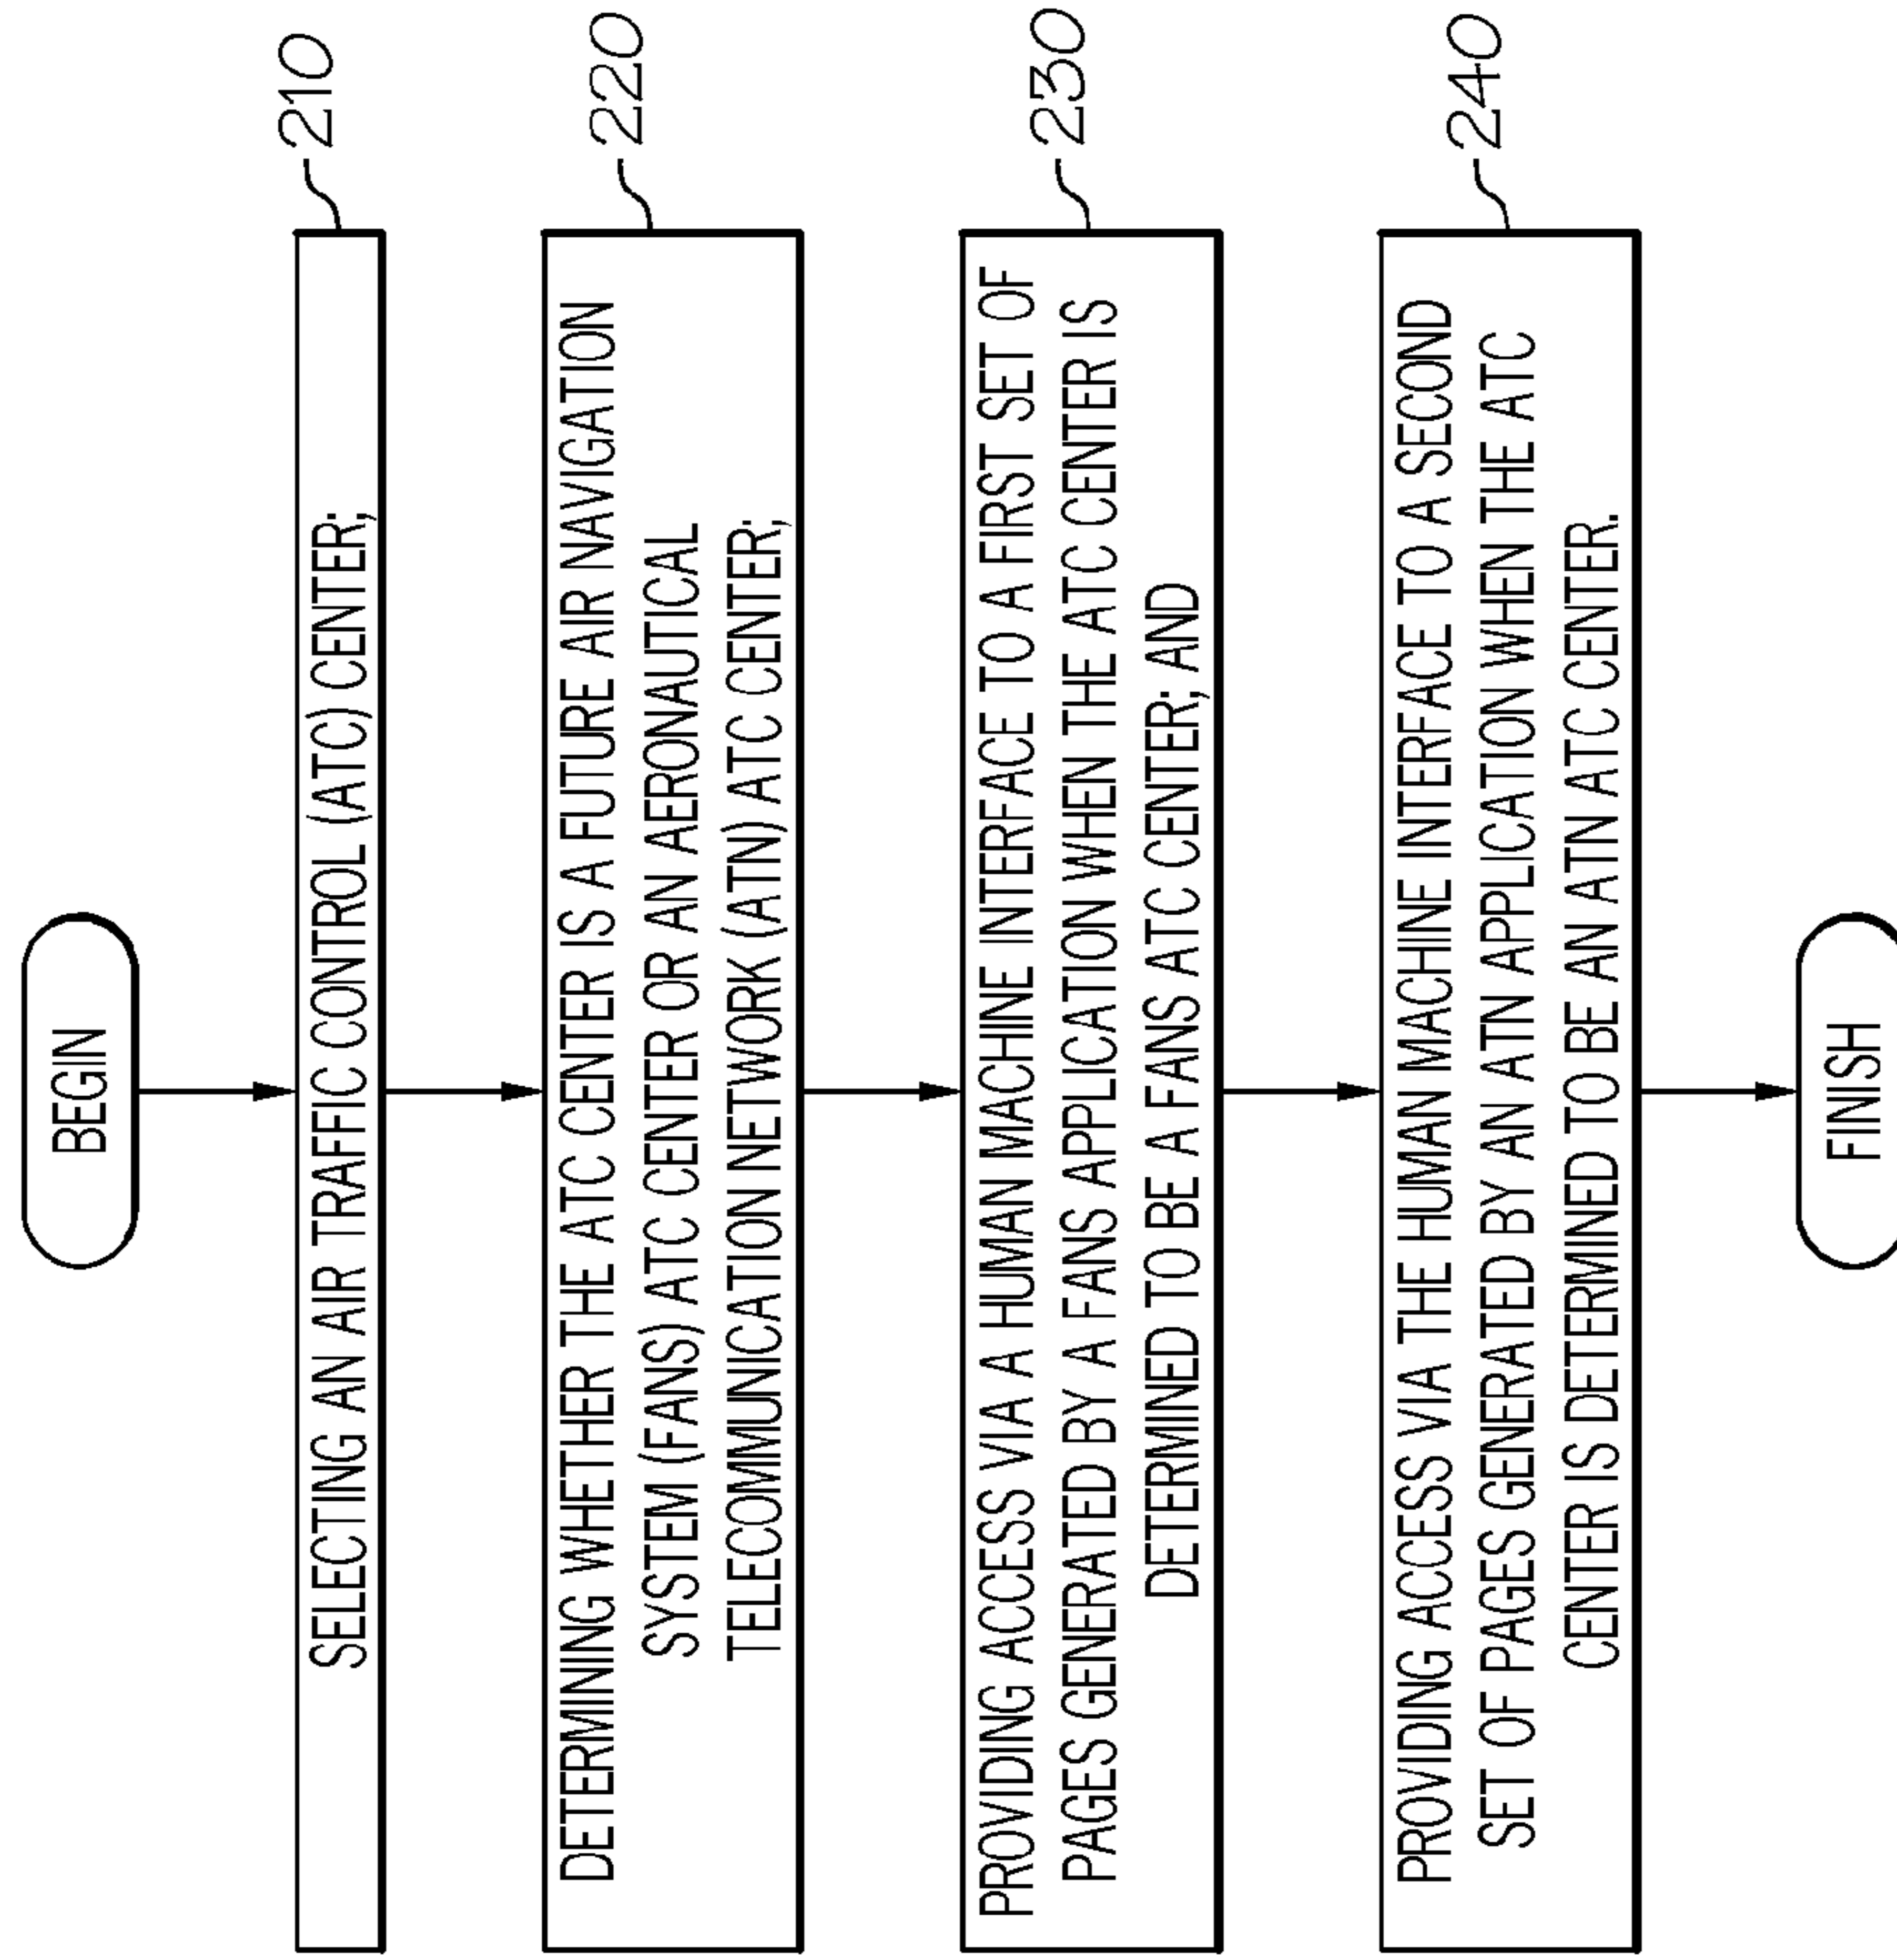 BEGIN
SELECTING AN AIR TRAFFIC CONTROL (ATC) CENTER;
210
DETERMINING WHETHER THE ATC CENTER IS A FUTURE AIR NAVIGATION
SYSTEM (FANS) ATC CENTER OR AN AERONAUTICAL
TELECOMMUNICATION NETWORK (ATN) ATC CENTER;
220
PROVIDING ACCESS VIA A HUMAN MACHINE INTERFACE TO A FIRST SET OF
PAGES GENERATED BY A FANS APPLICATION WHEN THE ATC CENTER IS
DETERMINED TO BE A FANS ATC CENTER; AND
230
PROVIDING ACCESS VIA THE HUMAN MACHINE INTERFACE TO A SECOND
SET OF PAGES GENERATED BY AN ATN APPLICATION WHEN THE ATC
CENTER IS DETERMINED TO BE AN ATN ATC CENTER.
240
FINISH